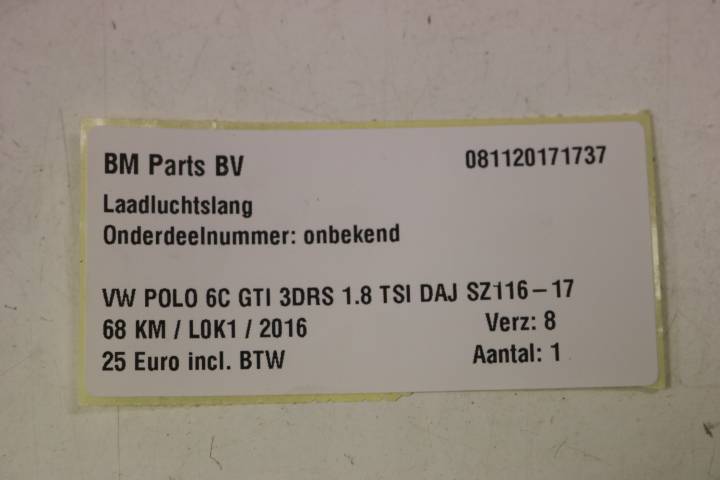 BM Parts BV 081120171737
Laadluchtslang
Onderdeelnummer: onbekend
VW POLO 6C GTI 3DRS 1.8 TSI DAJ SZ116-17
68 KM / L0K1 / 2016 Verz: 8
25 Euro incl. BTW Aantal: 1